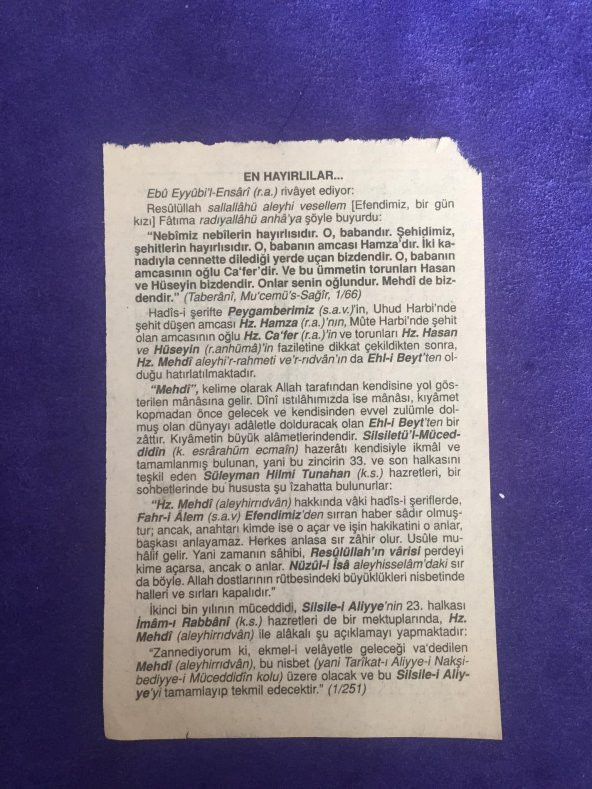 EN HAYIRLILAR...
Ebû Eyyûbi'l-Ensârî (r.a.) rivâyet ediyor:
Resûlüllah sallallâhü aleyhi vesellem [Efendimiz, bir gün
kızı] Fâtıma radıyallâhü anhâ'ya şöyle buyurdu:
“Nebîmiz nebîlerin hayırlısıdır. O, babandır. Şehidimiz,
şehitlerin hayırlısıdır. O, babanın amcası Hamza'dır. İki ka-
nadıyla cennette dilediği yerde uçan bizdendir. O, babanın
amcasının oğlu Ca'fer'dir. Ve bu ümmetin torunları Hasan
ve Hüseyin bizdendir. Onlar senin oğlundur. Mehdî de biz-
dendir.” (Taberânî, Mu'cemü's-Sağîr, 1/66)
Hadîs-i şerifte Peygamberimiz (s.a.v.)'in, Uhud Harbi'nde
şehit düşen amcası Hz. Hamza (r.a.)'nın, Mûte Harbi'nde şehit
olan amcasının oğlu Hz. Ca'fer (r.a.)'in ve torunları Hz. Hasan
ve Hüseyin (r.anhümâ)'in faziletine dikkat çekildikten sonra,
Hz. Mehdî aleyhi'r-rahmeti ve'r-rıdvân'ın da Ehl-i Beyt'ten ol-
duğu hatırlatılmaktadır.
“Mehdî”, kelime olarak Allah tarafından kendisine yol gös-
terilen mânâsına gelir. Dînî ıstılâhımızda ise mânâsı, kıyâmet
kopmadan önce gelecek ve kendisinden evvel zulümle dol-
muş olan dünyayı adâletle dolduracak olan Ehl-i Beyt'ten bir
zâttır. Kıyâmetin büyük alâmetlerindendir. Silsiletü'l-Müced-
didîn (k. esrârahüm ecmaîn) hazerâtı kendisiyle ikmâl ve
tamamlanmış bulunan, yani bu zincirin 33. ve son halkasını
teşkil eden Süleyman Hilmi Tunahan (k.s.) hazretleri, bir
sohbetlerinde bu hususta şu îzahatta bulunurlar:
“Hz. Mehdî (aleyhirrıdvân) hakkında vâki hadîs-i şeriflerde,
Fahr-i Âlem (s.a.v) Efendimiz'den sırran haber sâdır olmuş-
tur; ancak, anahtarı kimde ise o açar ve işin hakikatini o anlar,
başkası anlayamaz. Herkes anlasa sır zâhir olur. Usûle mu-
hâlif gelir. Yani zamanın sâhibi, Resûlüllah'ın vârisi perdeyi
kime açarsa, ancak o anlar. Nüzûl-i Îsâ aleyhisselâm'daki sır
da böyle. Allah dostlarının rütbesindeki büyüklükleri nisbetinde
halleri ve sırları kapalıdır.”
İkinci bin yılının müceddidi, Silsile-i Aliyye'nin 23. halkası
İmâm-ı Rabbânî (k.s.) hazretleri de bir mektuplarında, Hz.
Mehdî (aleyhirrıdvân) ile alâkalı şu açıklamayı yapmaktadır:
“Zannediyorum ki, ekmel-i velâyetle geleceği va'dedilen
Mehdî (aleyhirrıdvân), bu nisbet (yani Tarîkat-ı Aliyye-i Nakşi-
bediyye-i Müceddidîn kolu) üzere olacak ve bu Silsile-i Aliy-
ye'yi tamamlayıp tekmil edecektir.” (1/251)